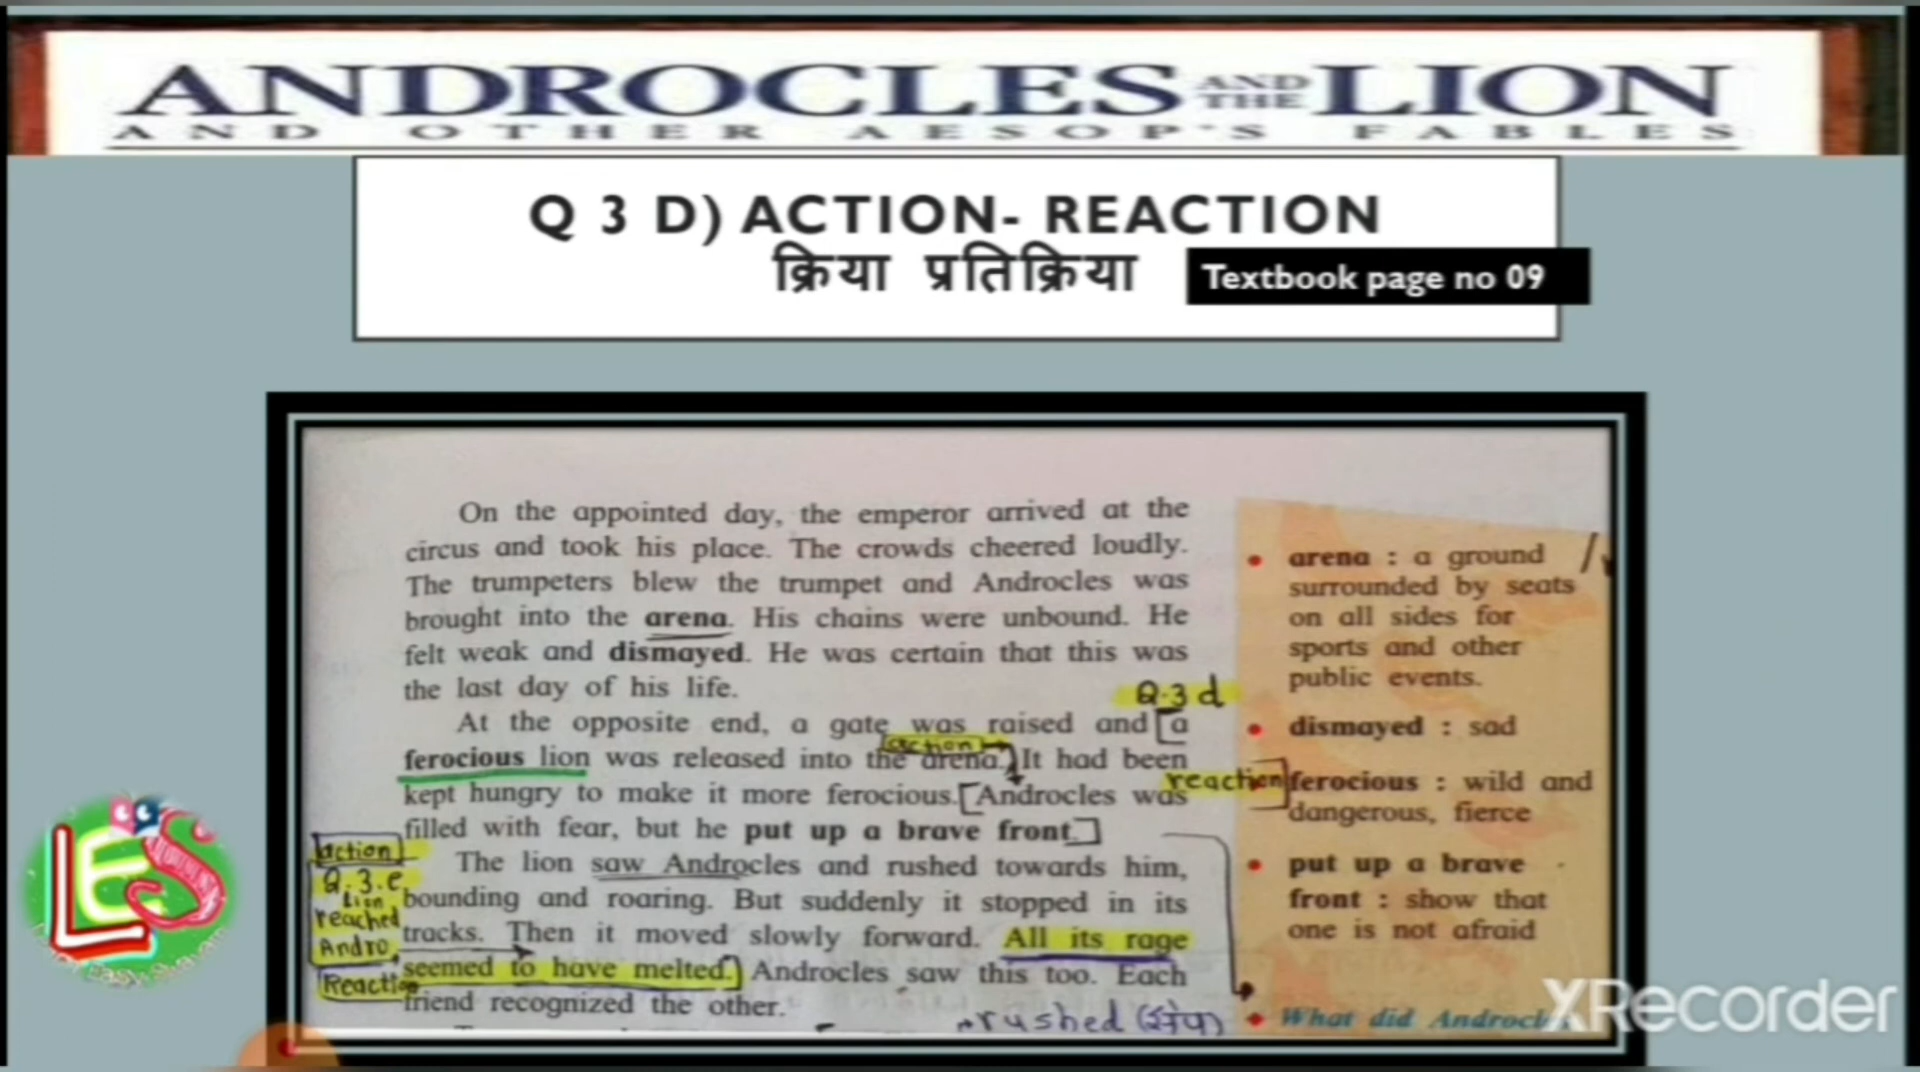 ANDROCLES AND THE LION
AND OTHER AESOP'S FABLES
Q 3 D) ACTION- REACTION
क्रिया प्रतिक्रिया
Textbook page no 09
On the appointed day, the emperor arrived at the
circus and took his place. The crowds cheered loudly.
The trumpeters blew the trumpet and Androcles was
brought into the arena. His chains were unbound. He
felt weak and dismayed. He was certain that this was
the last day of his life.
Q.3 d
At the opposite end, a gate was raised and [a
action
ferocious lion was released into the arena.) It had been
kept hungry to make it more ferocious. [Androcles was
reaction
filled with fear, but he put up a brave front.]
The lion saw Androcles and rushed towards him,
bounding and roaring. But suddenly it stopped in its
tracks. Then it moved slowly forward. All its rage
seemed to have melted.] Androcles saw this too. Each
friend recognized the other.
action
Q.3.e
Lion
reached
Andro
Reaction
rushed (झेप)
• arena : a ground
surrounded by seats
on all sides for
sports and other
public events.
• dismayed : sad
• ferocious : wild and
dangerous, fierce
• put up a brave
front : show that
one is not afraid
• What did
LES
XRecorder